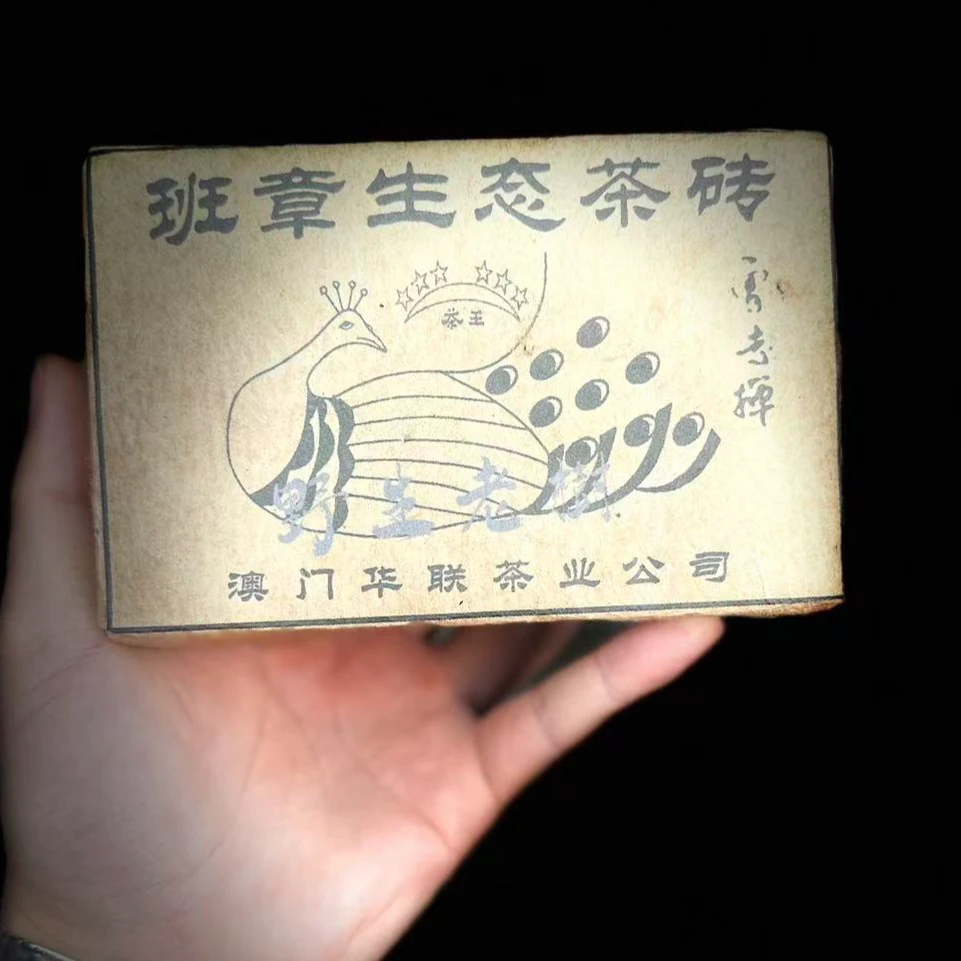 班章生态茶砖
茶王
野生老樹
澳门华联茶业公司